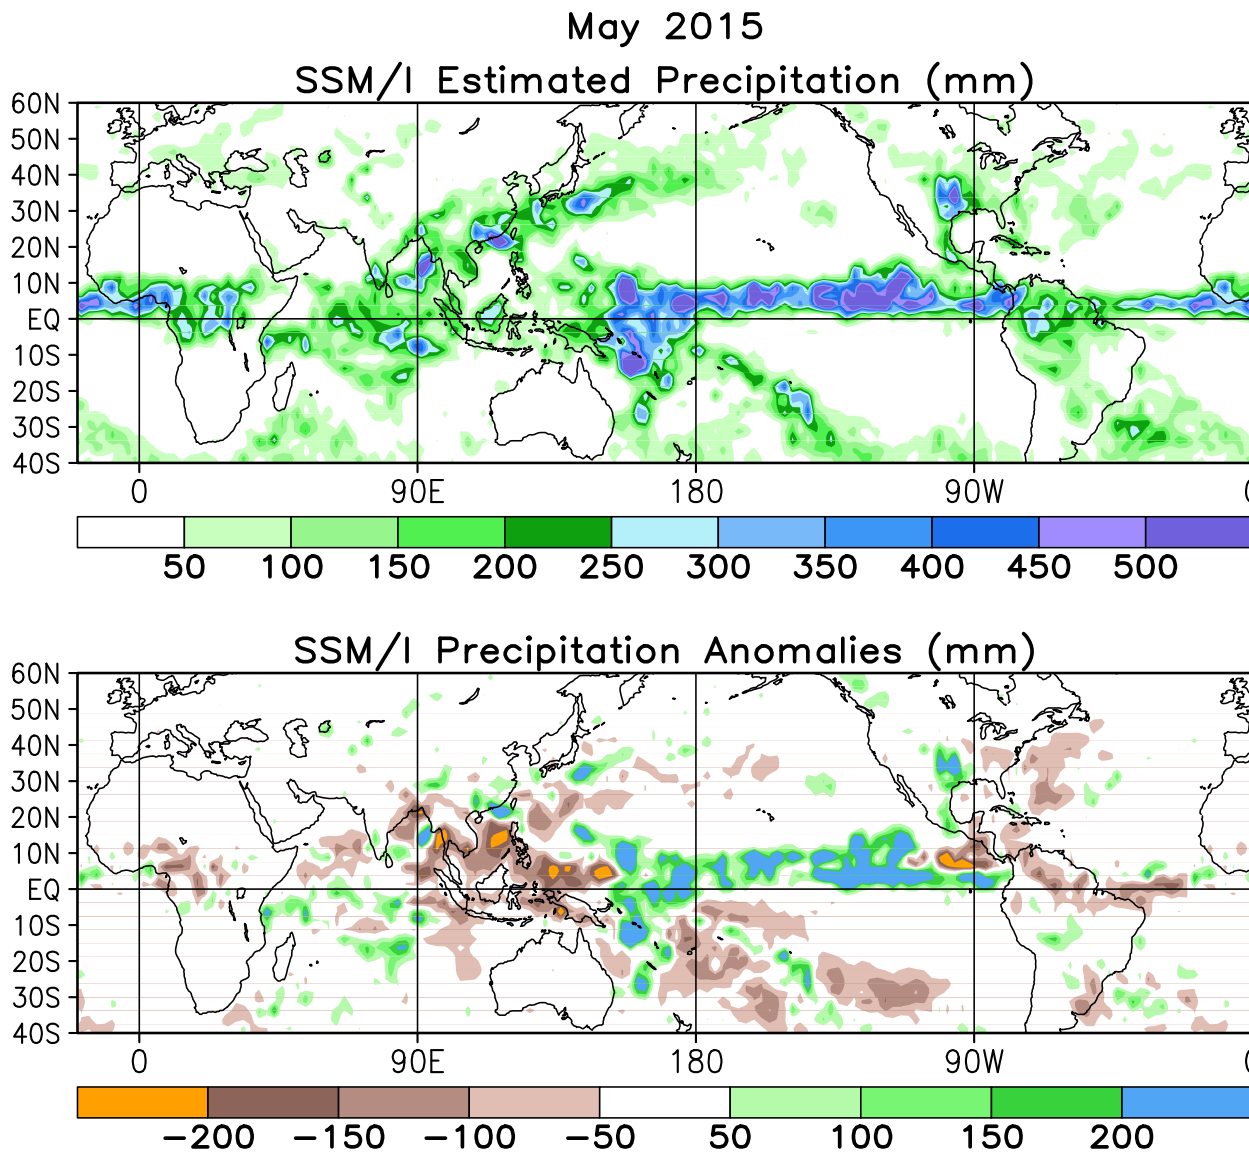 May 2015
SSM/I Estimated Precipitation (mm)
60N
50N
40N
30N
20N
10N
EQ
10S
20S
30S
40S
0 90E 180 90W
50 100 150 200 250 300 350 400 450 500
SSM/I Precipitation Anomalies (mm)
60N
50N
40N
30N
20N
10N
EQ
10S
20S
30S
40S
0 90E 180 90W
−200 −150 −100 −50 50 100 150 200